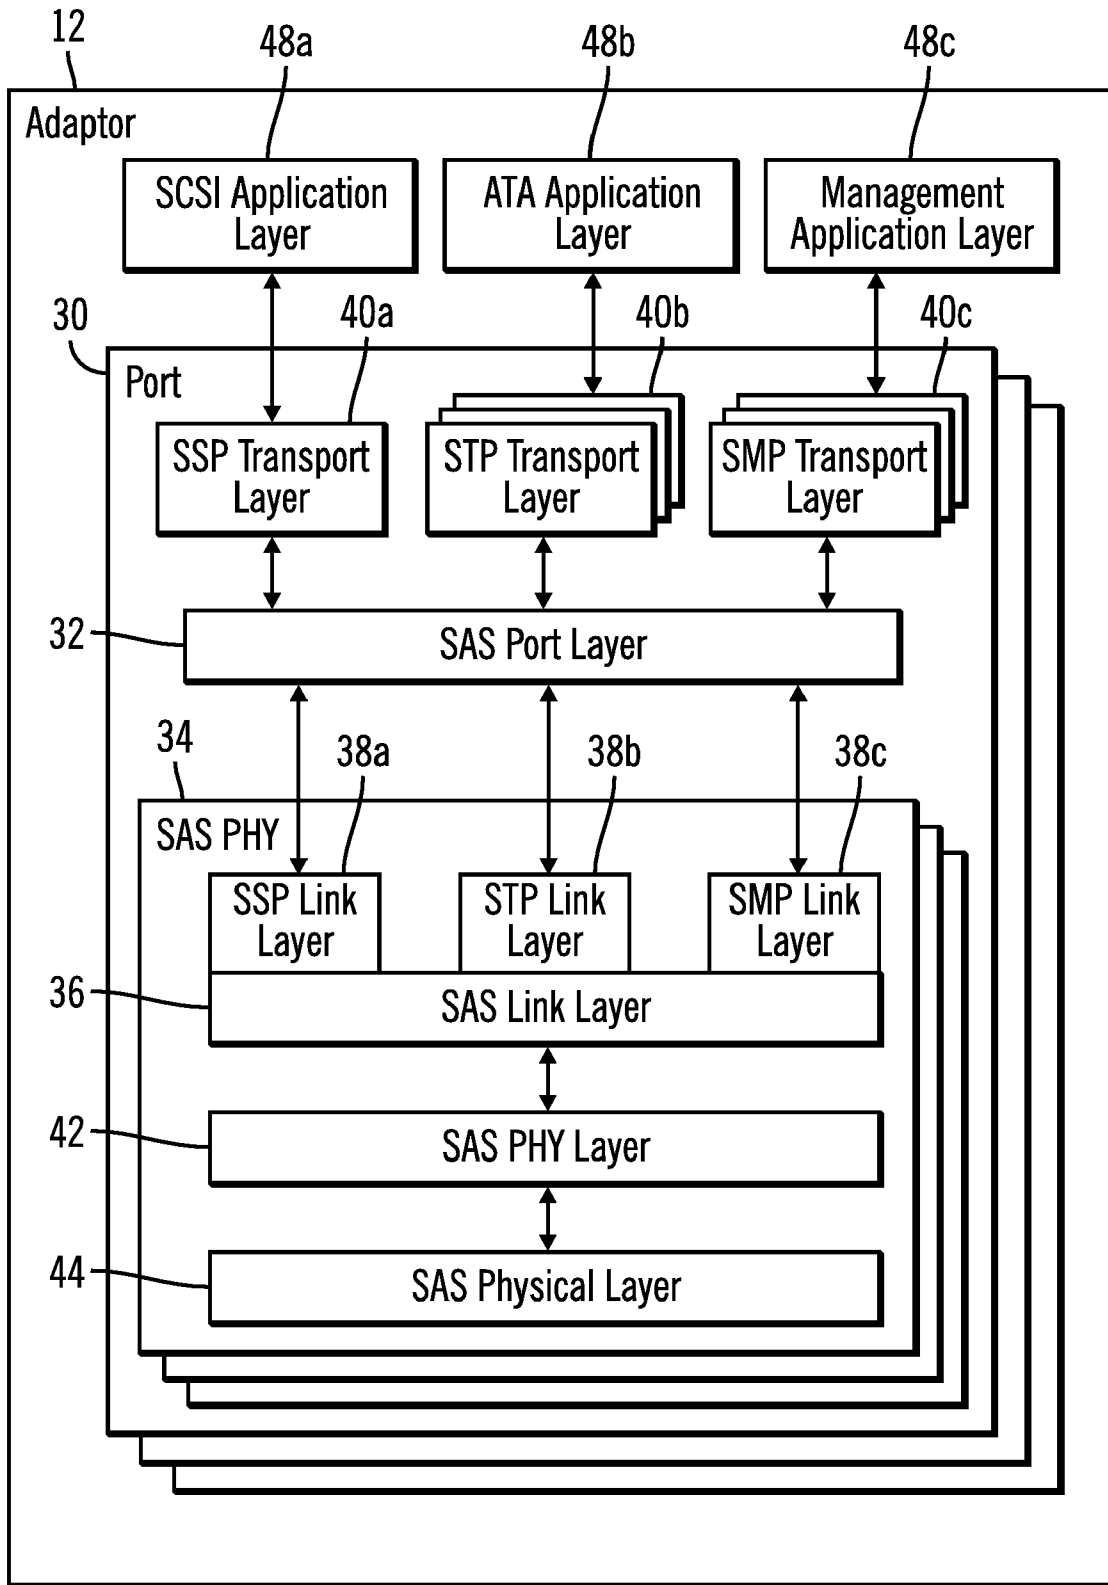 12
48a
48b
48c
Adaptor
SCSI Application
Layer
ATA Application
Layer
Management
Application Layer
30
40a
40b
40c
Port
SSP Transport
Layer
STP Transport
Layer
SMP Transport
Layer
32
SAS Port Layer
34
38a
38b
38c
SAS PHY
SSP Link
Layer
STP Link
Layer
SMP Link
Layer
36
SAS Link Layer
42
SAS PHY Layer
44
SAS Physical Layer